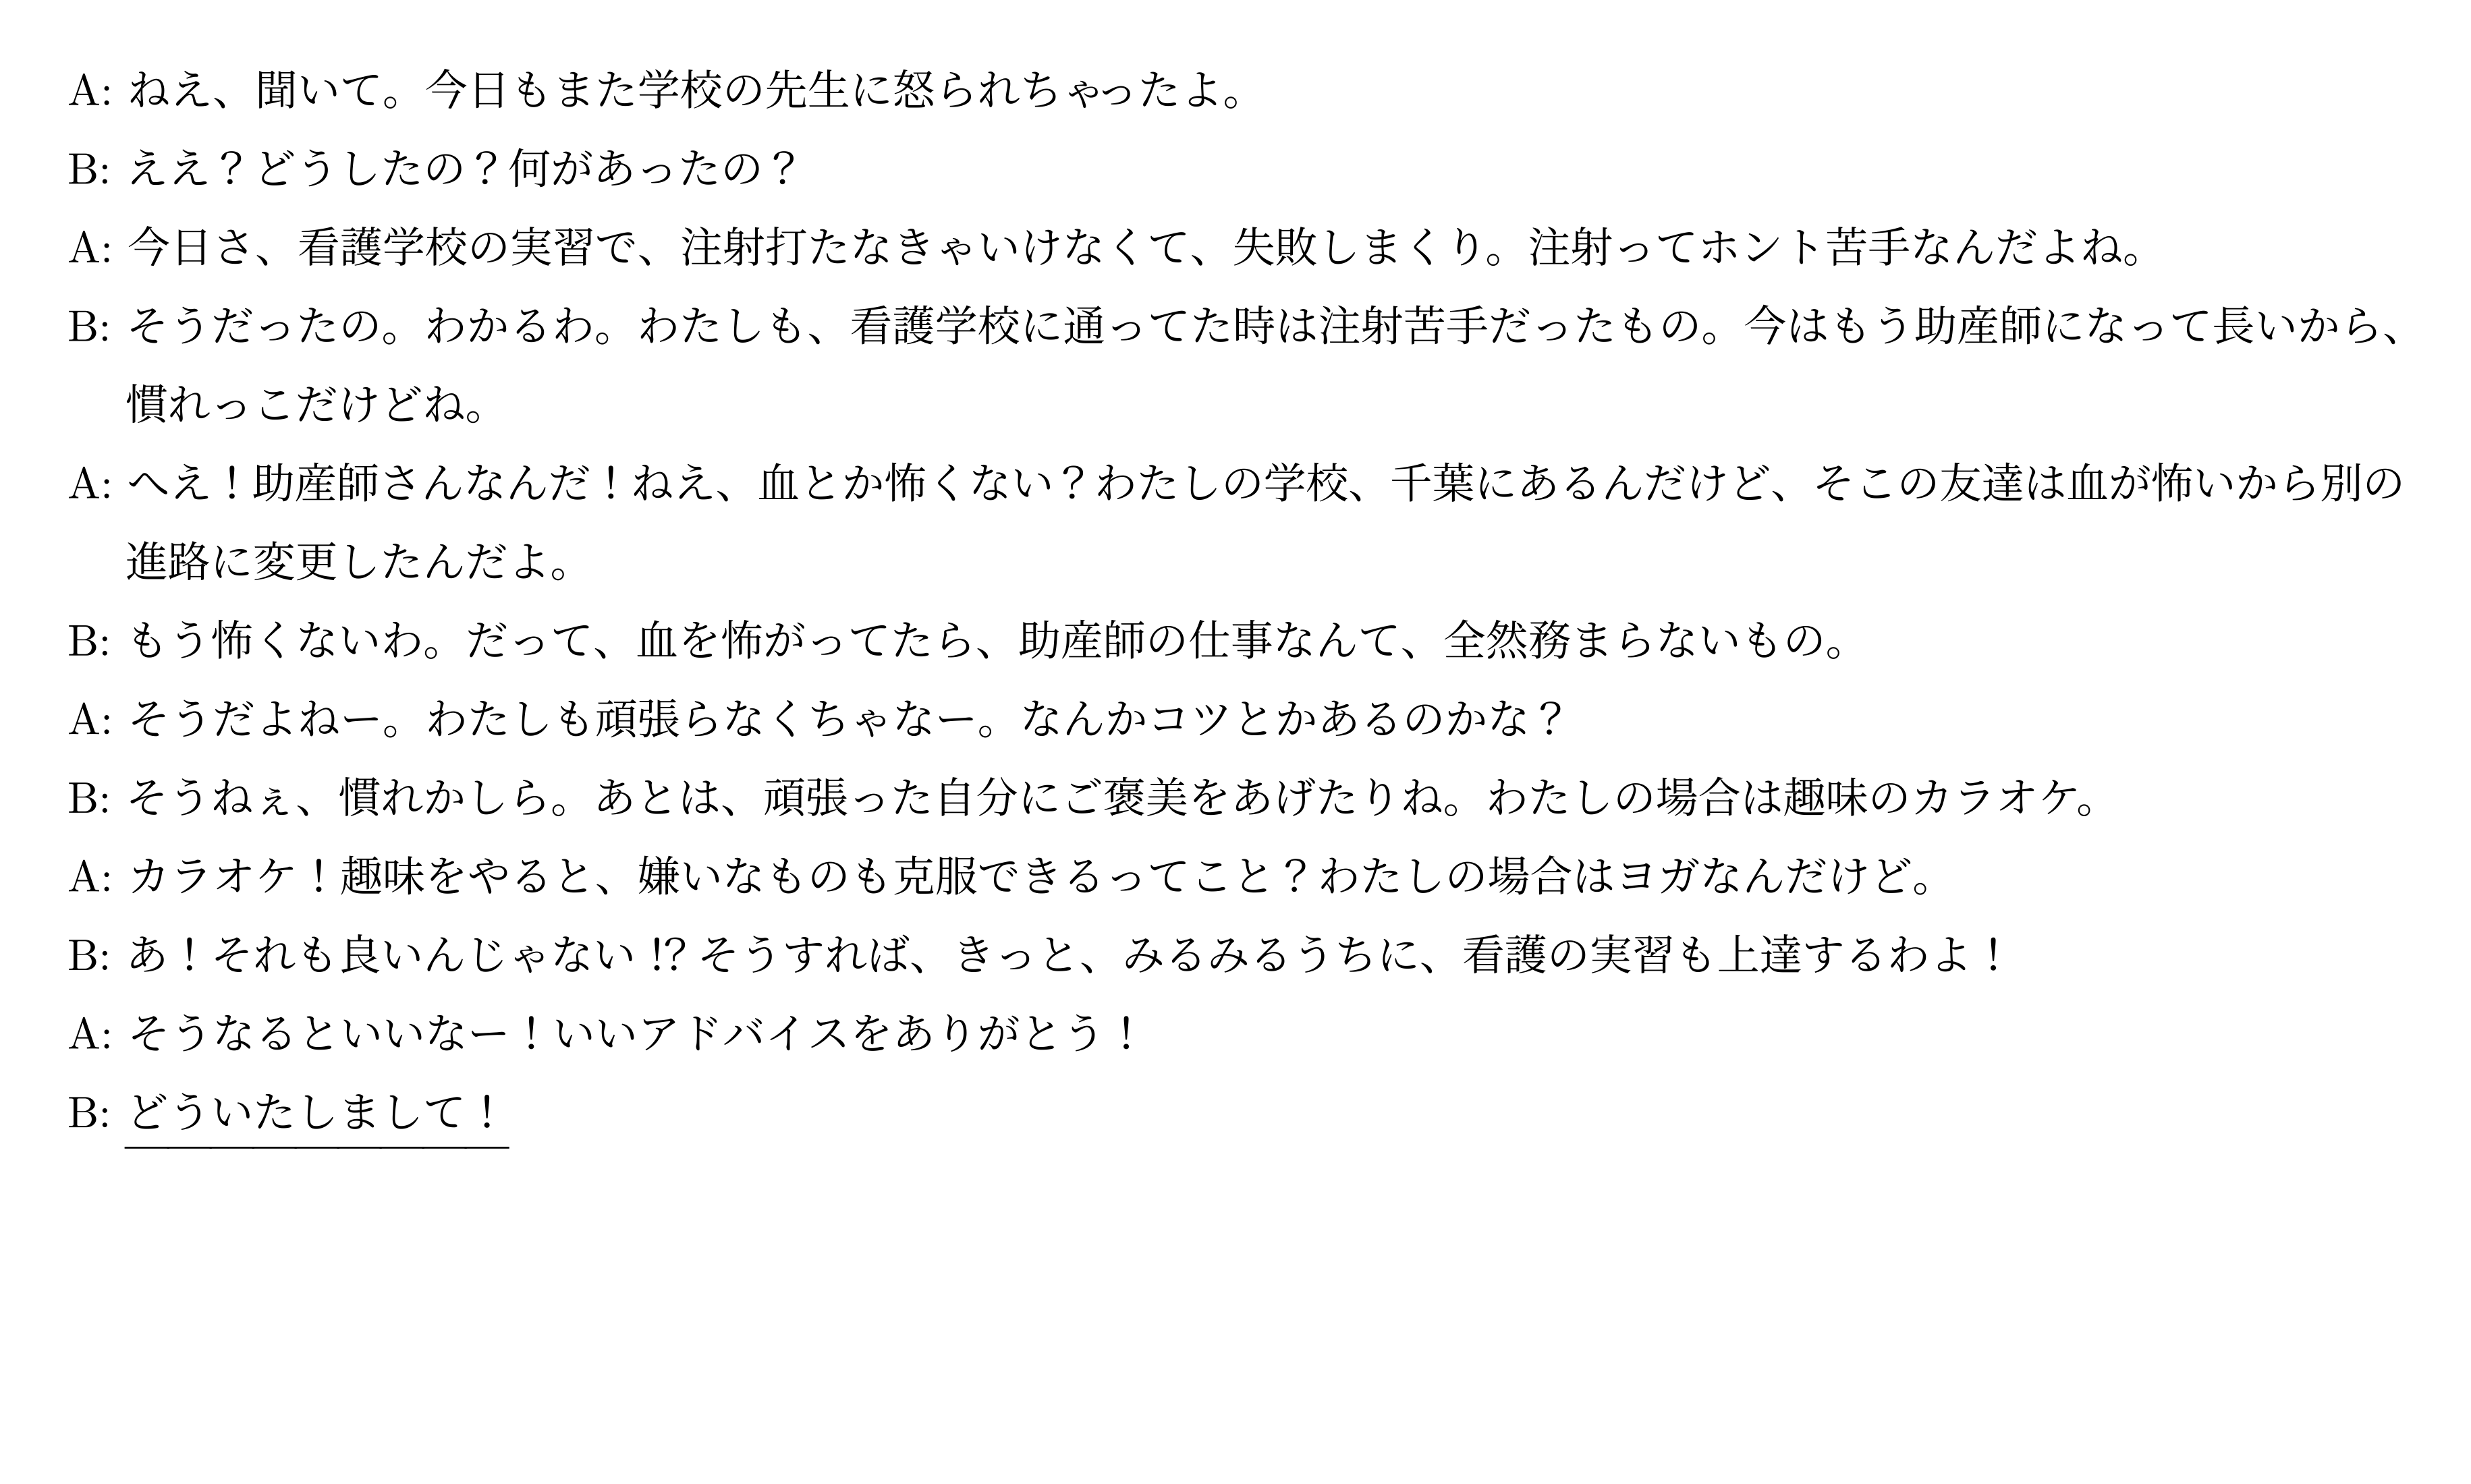 A: ねえ、聞いて。今日もまた学校の先生に怒られちゃったよ。
B: ええ？どうしたの？何があったの？
A: 今日さ、看護学校の実習で、注射打たなきゃいけなくて、失敗しまくり。注射ってホント苦手なんだよね。
B: そうだったの。わかるわ。わたしも、看護学校に通ってた時は注射苦手だったもの。今はもう助産師になって長いから、
慣れっこだけどね。
A: へえ！助産師さんなんだ！ねえ、血とか怖くない？わたしの学校、千葉にあるんだけど、そこの友達は血が怖いから別の
進路に変更したんだよ。
B: もう怖くないわ。だって、血を怖がってたら、助産師の仕事なんて、全然務まらないもの。
A: そうだよねー。わたしも頑張らなくちゃなー。なんかコツとかあるのかな？
B: そうねぇ、慣れかしら。あとは、頑張った自分にご褒美をあげたりね。わたしの場合は趣味のカラオケ。
A: カラオケ！趣味をやると、嫌いなものも克服できるってこと？わたしの場合はヨガなんだけど。
B: あ！それも良いんじゃない⁉そうすれば、きっと、みるみるうちに、看護の実習も上達するわよ！
A: そうなるといいなー！いいアドバイスをありがとう！
B: どういたしまして！